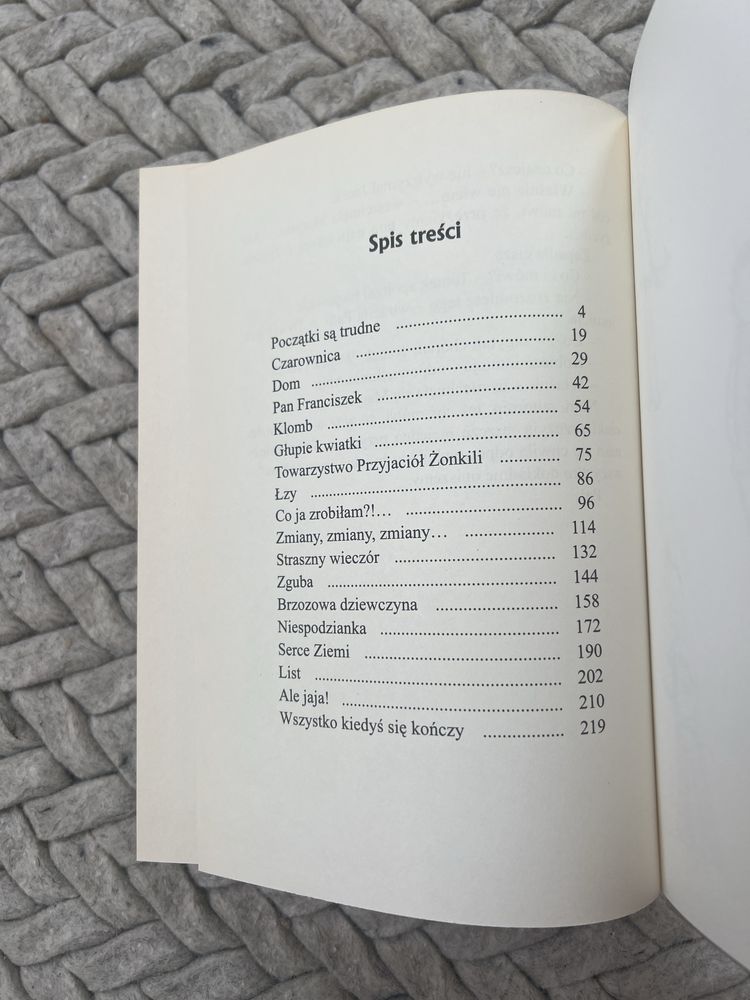 Spis treści
Początki są trudne ........ 4
Czarownica ........ 19
Dom ........ 29
Pan Franciszek ........ 42
Klomb ........ 54
Głupie kwiatki ........ 65
Towarzystwo Przyjaciół Żonkili ........ 75
Łzy ........ 86
Co ja zrobiłam?!… ........ 96
Zmiany, zmiany, zmiany… ........ 114
Straszny wieczór ........ 132
Zguba ........ 144
Brzozowa dziewczyna ........ 158
Niespodzianka ........ 172
Serce Ziemi ........ 190
List ........ 202
Ale jaja! ........ 210
Wszystko kiedyś się kończy ........ 219